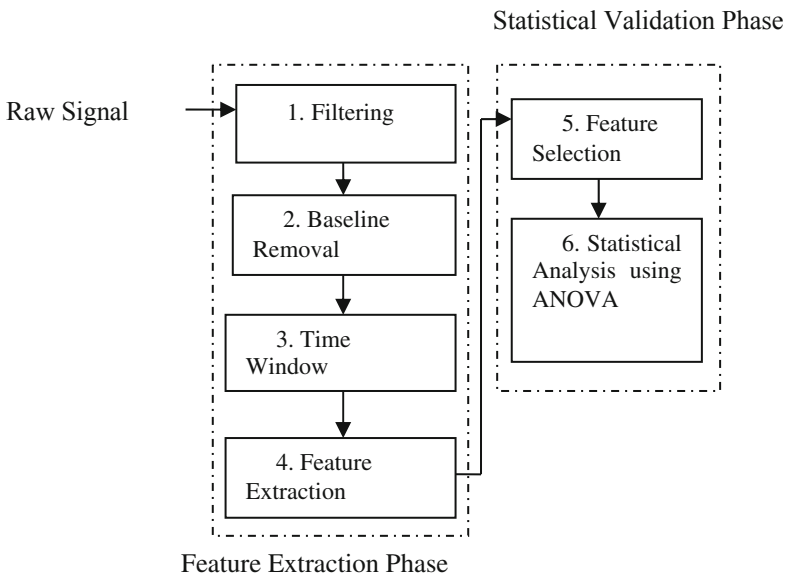 Statistical Validation Phase
Raw Signal
1. Filtering
2. Baseline
Removal
3. Time
Window
4. Feature
Extraction
Feature Extraction Phase
5. Feature
Selection
6. Statistical
Analysis using
ANOVA